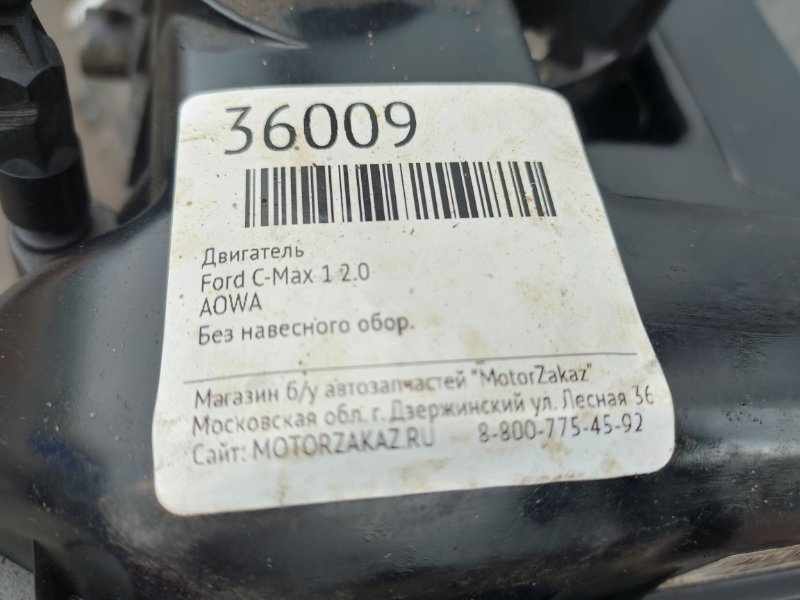 36009
Двигатель
Ford C-Max 1 2.0
AOWA
Без навесного обор.
Магазин б/у автозапчастей "MotorZakaz"
Московская обл. г. Дзержинский ул. Лесная 36
Сайт: MOTORZAKAZ.RU 8-800-775-45-92